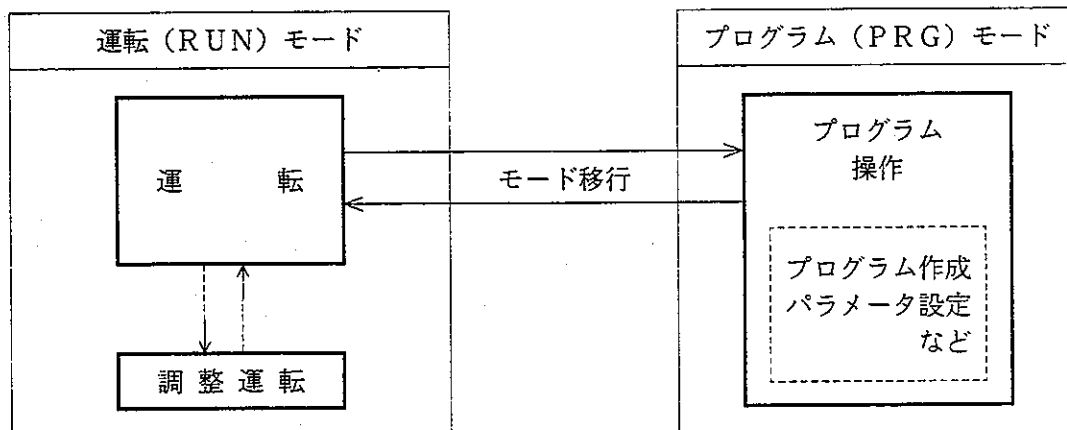 運転（RUN）モード
運転
調整運転
モード移行
プログラム（PRG）モード
プログラム
操作
プログラム作成
パラメータ設定
など